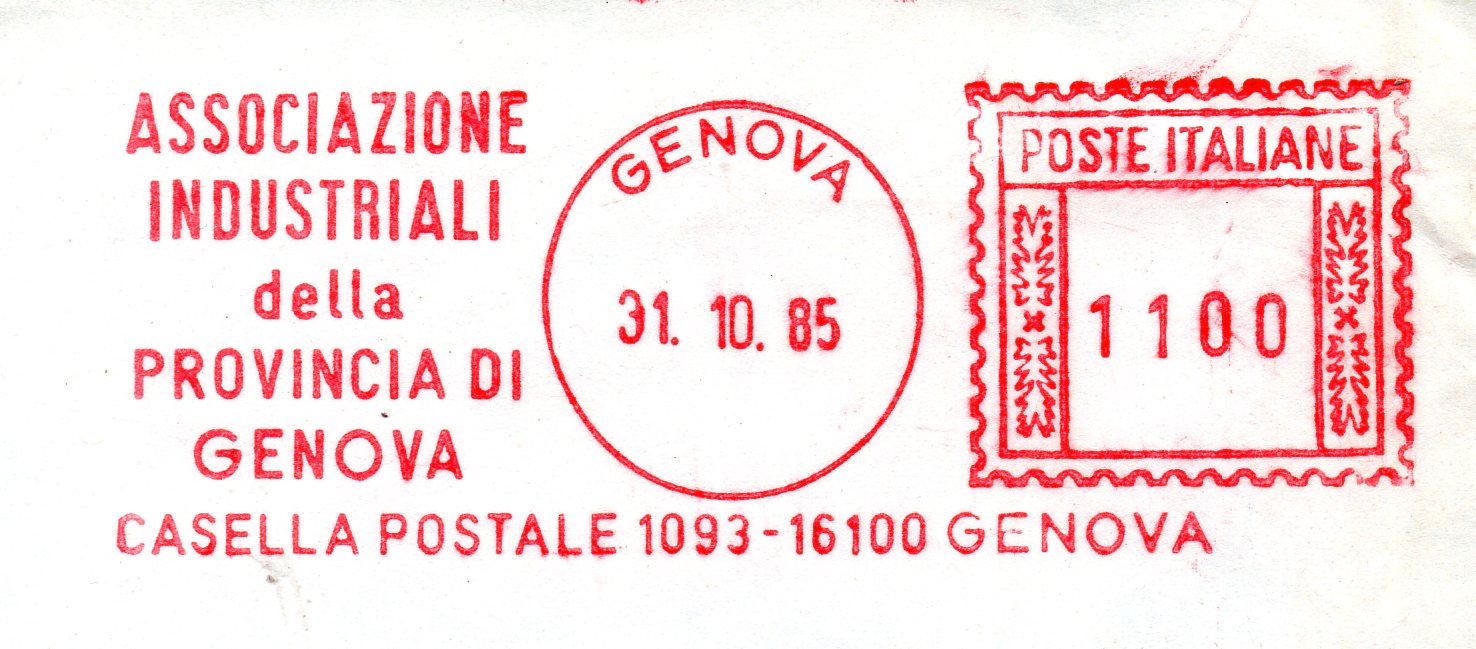 ASSOCIAZIONE
INDUSTRIALI
della
PROVINCIA DI
GENOVA
CASELLA POSTALE 1093-16100 GENOVA
GENOVA
31. 10. 85
POSTE ITALIANE
1100